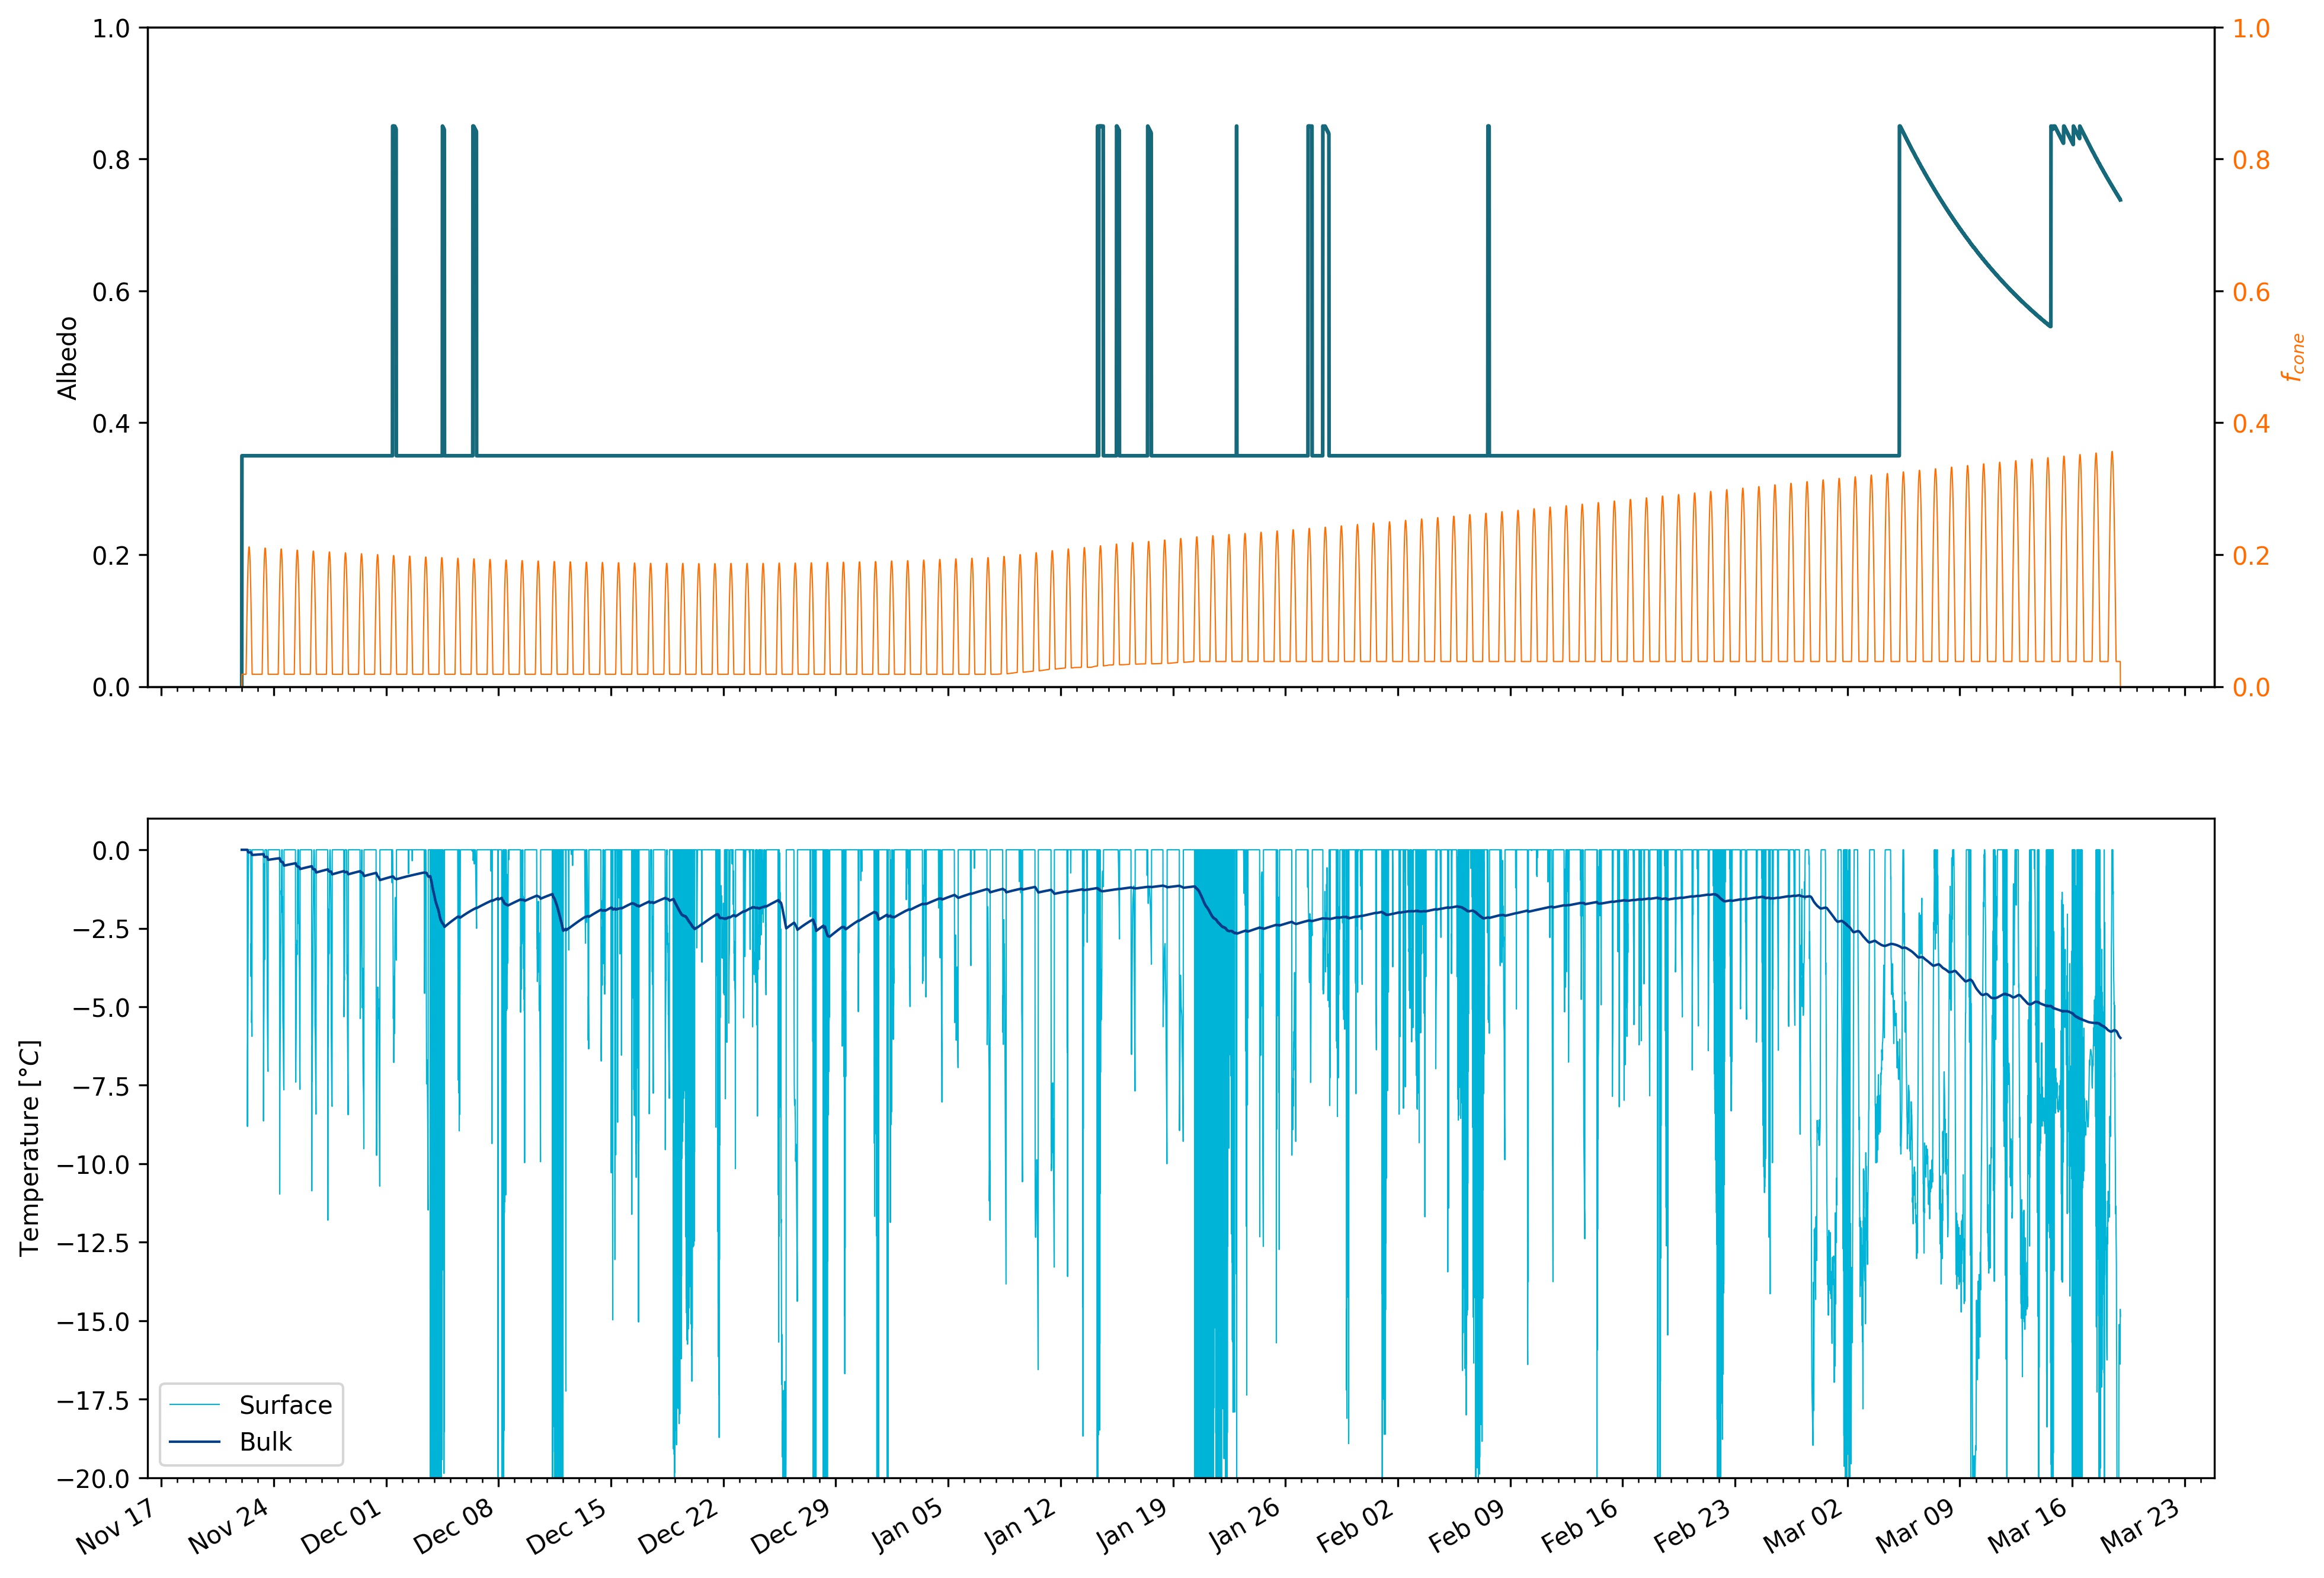 1.0
0.8
0.6
0.4
0.2
0.0
Albedo
1.0
0.8
0.6
0.4
0.2
0.0
f_cone
0.0
−2.5
−5.0
−7.5
−10.0
−12.5
−15.0
−17.5
−20.0
Temperature [°C]
Surface
Bulk
Nov 17
Nov 24
Dec 01
Dec 08
Dec 15
Dec 22
Dec 29
Jan 05
Jan 12
Jan 19
Jan 26
Feb 02
Feb 09
Feb 16
Feb 23
Mar 02
Mar 09
Mar 16
Mar 23